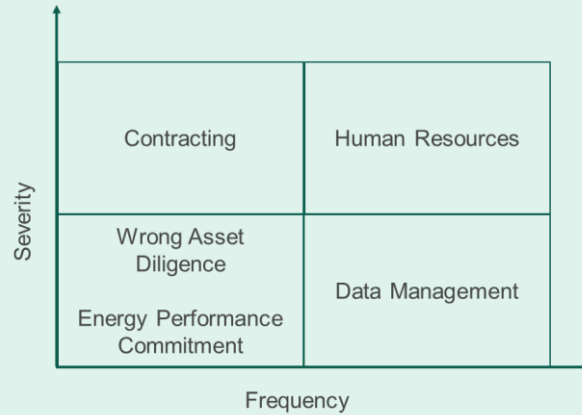 Contracting
Human Resources
Severity
Wrong Asset
Diligence
Energy Performance
Commitment
Data Management
Frequency